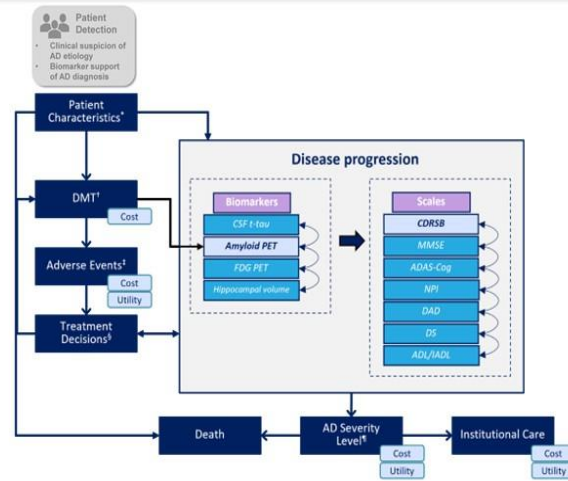 Patient
Detection
• Clinical suspicion of
AD etiology
• Biomarker support
of AD diagnosis
Patient
Characteristics*
DMT†
Cost
Adverse Events‡
Cost
Utility
Treatment
Decisions§
Disease progression
Biomarkers
CSF t-tau
Amyloid PET
FDG PET
Hippocampal volume
Scales
CDRSB
MMSE
ADAS-Cog
NPI
DAD
DS
ADL/IADL
Death
AD Severity
Level¶
Cost
Utility
Institutional Care
Cost
Utility